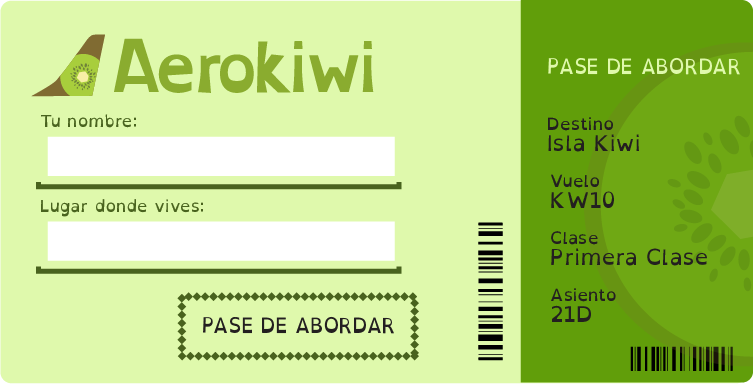 Aerokiwi
Tu nombre:
Lugar donde vives:
PASE DE ABORDAR
PASE DE ABORDAR
Destino
Isla Kiwi
Vuelo
KW10
Clase
Primera Clase
Asiento
21D